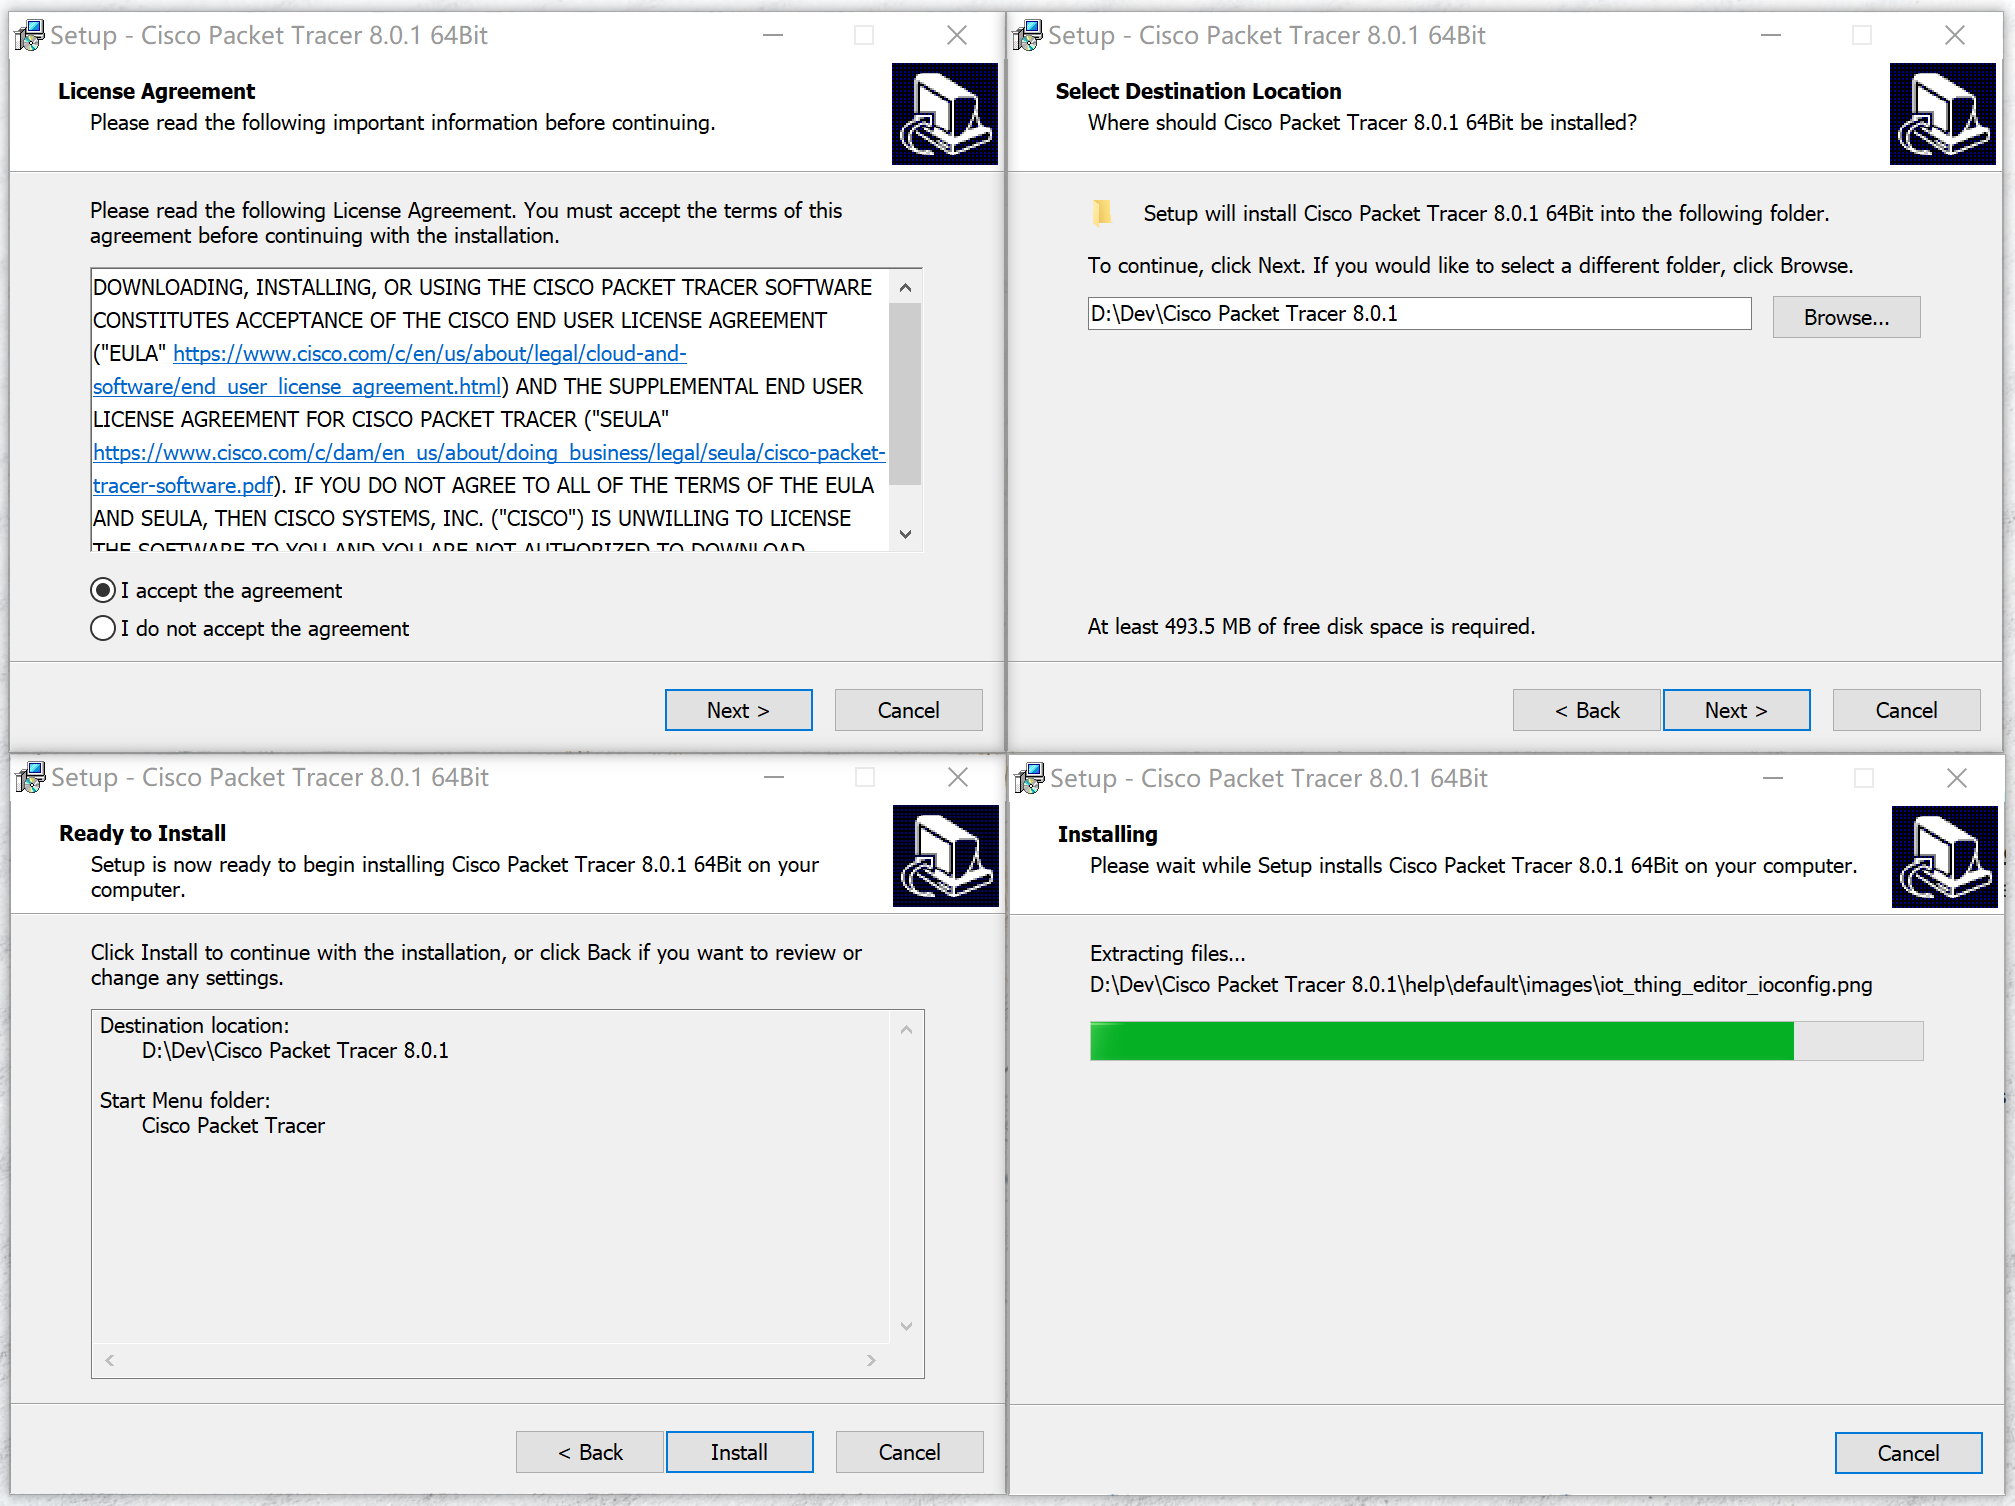 Setup - Cisco Packet Tracer 8.0.1 64Bit
License Agreement
Please read the following important information before continuing.
Please read the following License Agreement. You must accept the terms of this
agreement before continuing with the installation.
DOWNLOADING, INSTALLING, OR USING THE CISCO PACKET TRACER SOFTWARE
CONSTITUTES ACCEPTANCE OF THE CISCO END USER LICENSE AGREEMENT
("EULA" https://www.cisco.com/c/en/us/about/legal/cloud-and-
software/end_user_license_agreement.html) AND THE SUPPLEMENTAL END USER
LICENSE AGREEMENT FOR CISCO PACKET TRACER ("SEULA"
https://www.cisco.com/c/dam/en_us/about/doing_business/legal/seula/cisco-packet-
tracer-software.pdf). IF YOU DO NOT AGREE TO ALL OF THE TERMS OF THE EULA
AND SEULA, THEN CISCO SYSTEMS, INC. ("CISCO") IS UNWILLING TO LICENSE
THE SOFTWARE TO YOU AND YOU ARE NOT AUTHORIZED TO DOWNLOAD
I accept the agreement
I do not accept the agreement
Next >
Cancel
Setup - Cisco Packet Tracer 8.0.1 64Bit
Select Destination Location
Where should Cisco Packet Tracer 8.0.1 64Bit be installed?
Setup will install Cisco Packet Tracer 8.0.1 64Bit into the following folder.
To continue, click Next. If you would like to select a different folder, click Browse.
D:\Dev\Cisco Packet Tracer 8.0.1
Browse...
At least 493.5 MB of free disk space is required.
< Back
Next >
Cancel
Setup - Cisco Packet Tracer 8.0.1 64Bit
Ready to Install
Setup is now ready to begin installing Cisco Packet Tracer 8.0.1 64Bit on your
computer.
Click Install to continue with the installation, or click Back if you want to review or
change any settings.
Destination location:
D:\Dev\Cisco Packet Tracer 8.0.1
Start Menu folder:
Cisco Packet Tracer
< Back
Install
Cancel
Setup - Cisco Packet Tracer 8.0.1 64Bit
Installing
Please wait while Setup installs Cisco Packet Tracer 8.0.1 64Bit on your computer.
Extracting files...
D:\Dev\Cisco Packet Tracer 8.0.1\help\default\images\iot_thing_editor_ioconfig.png
Cancel